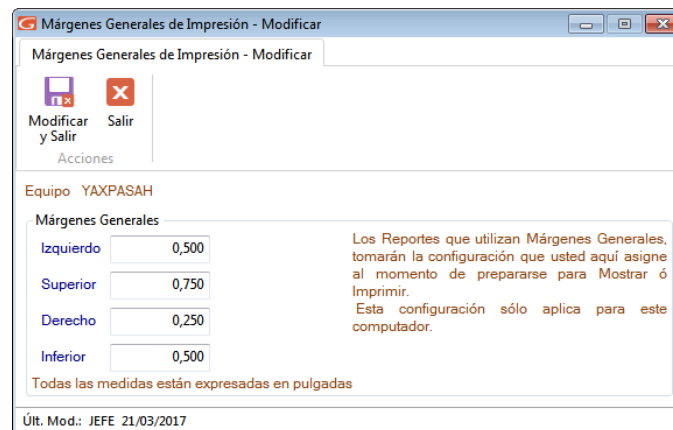 Márgenes Generales de Impresión - Modificar
Márgenes Generales de Impresión - Modificar
Modificar
y Salir
Salir
Acciones
Equipo YAXPASAH
Márgenes Generales
Izquierdo 0,500
Superior 0,750
Derecho 0,250
Inferior 0,500
Los Reportes que utilizan Márgenes Generales,
tomarán la configuración que usted aquí asigne
al momento de prepararse para Mostrar ó
Imprimir.
Esta configuración sólo aplica para este
computador.
Todas las medidas están expresadas en pulgadas
Últ. Mod.: JEFE 21/03/2017